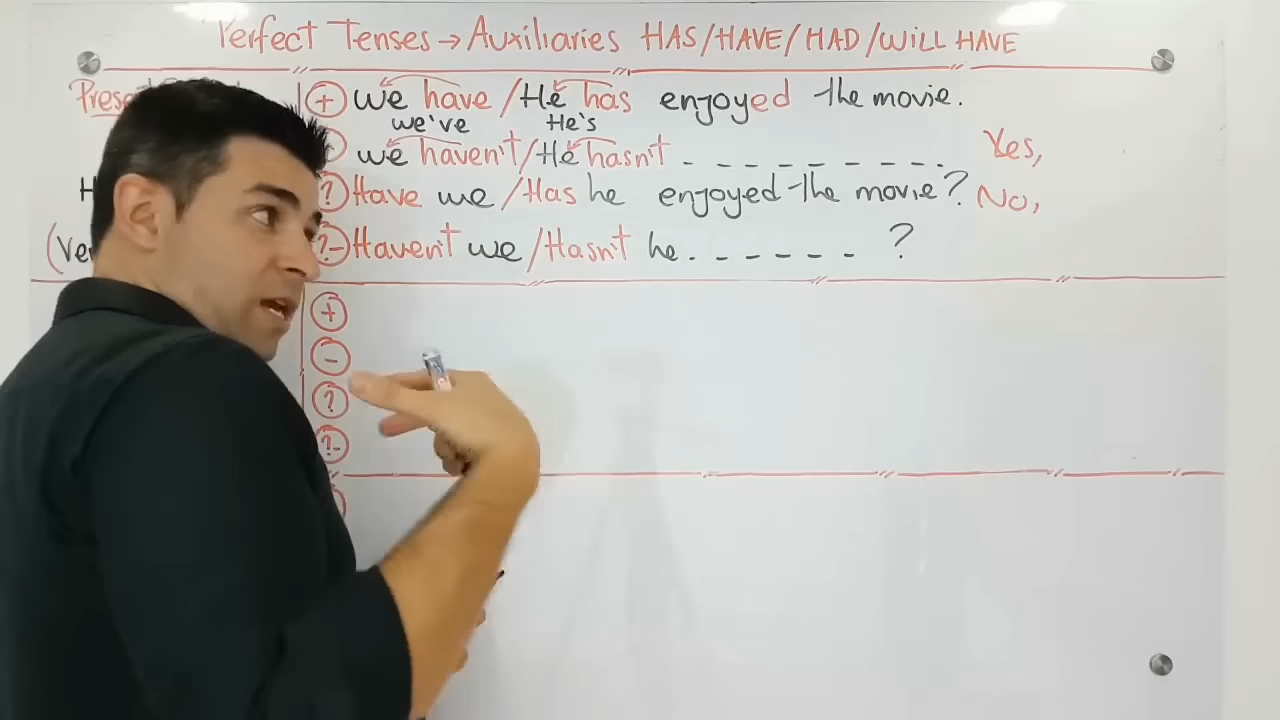 Perfect Tenses → Auxiliaries HAS/HAVE/HAD/WILL HAVE
(+) We have /He has enjoyed the movie.
we've He's
we haven't/He hasn't - - - - - - - - - . Yes,
(?) Have we /Has he enjoyed the movie? No,
(?-) Haven't we /Hasn't he - - - - - - ?
(+)
(-)
(?)
(?-)